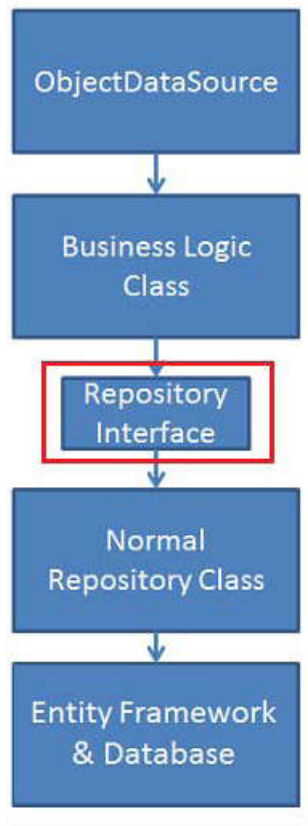 ObjectDataSource
Business Logic
Class
Repository
Interface
Normal
Repository Class
Entity Framework
& Database